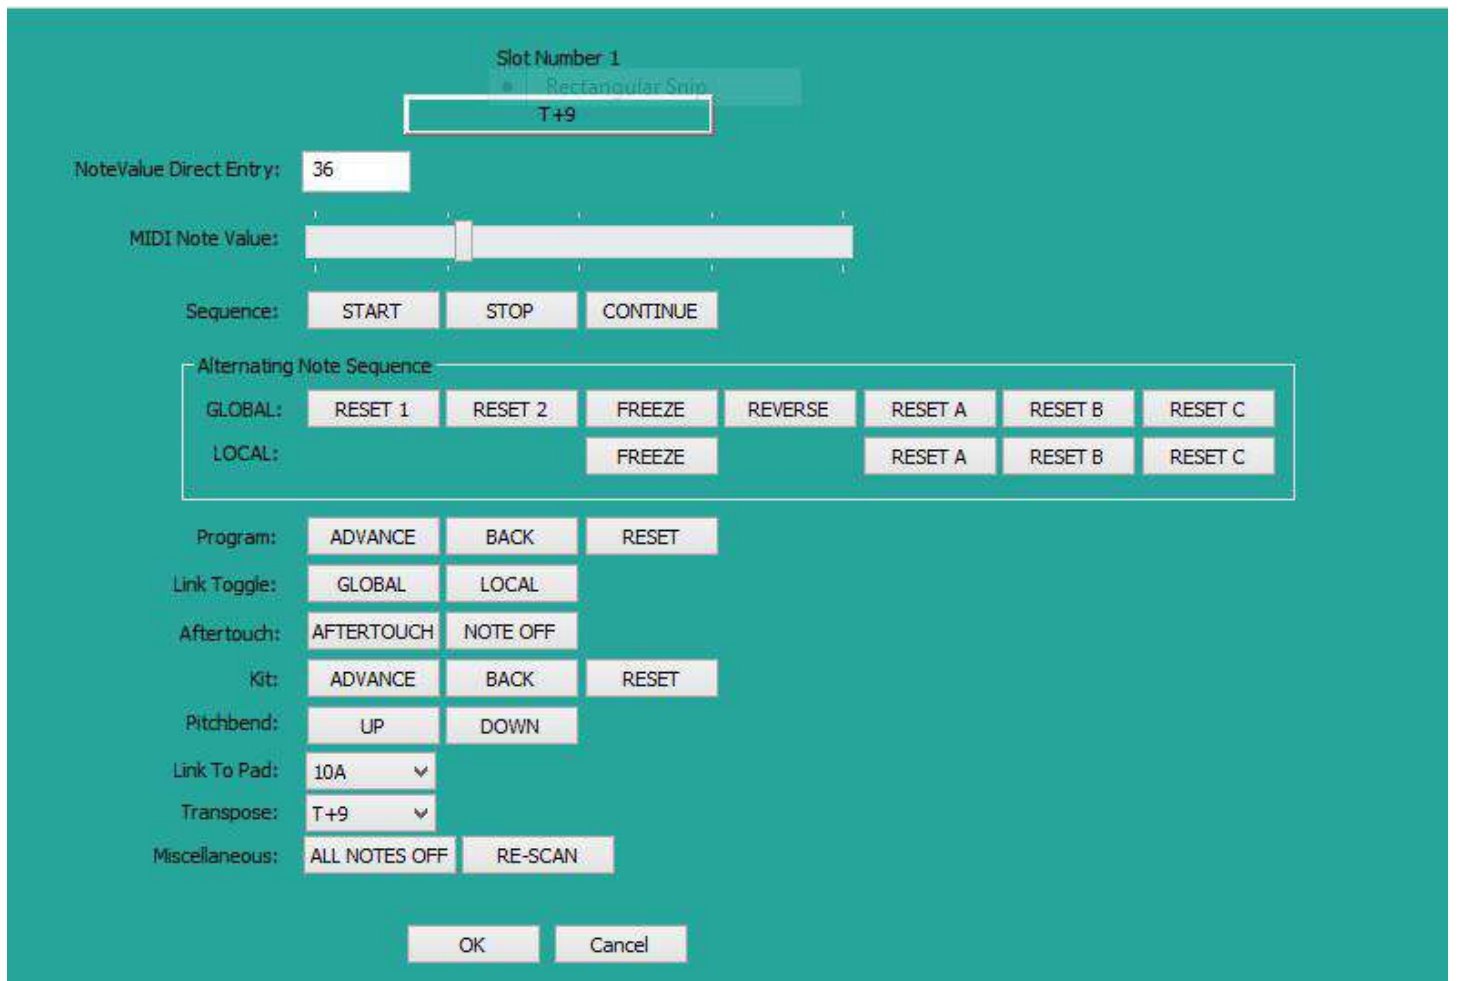 Slot Number 1
Rectangular Snip
T+9
NoteValue Direct Entry: 36
MIDI Note Value:
Sequence: START STOP CONTINUE
Alternating Note Sequence
GLOBAL: RESET 1 RESET 2 FREEZE REVERSE RESET A RESET B RESET C
LOCAL: FREEZE RESET A RESET B RESET C
Program: ADVANCE BACK RESET
Link Toggle: GLOBAL LOCAL
Aftertouch: AFTERTOUCH NOTE OFF
Kit: ADVANCE BACK RESET
Pitchbend: UP DOWN
Link To Pad: 10A
Transpose: T+9
Miscellaneous: ALL NOTES OFF RE-SCAN
OK Cancel